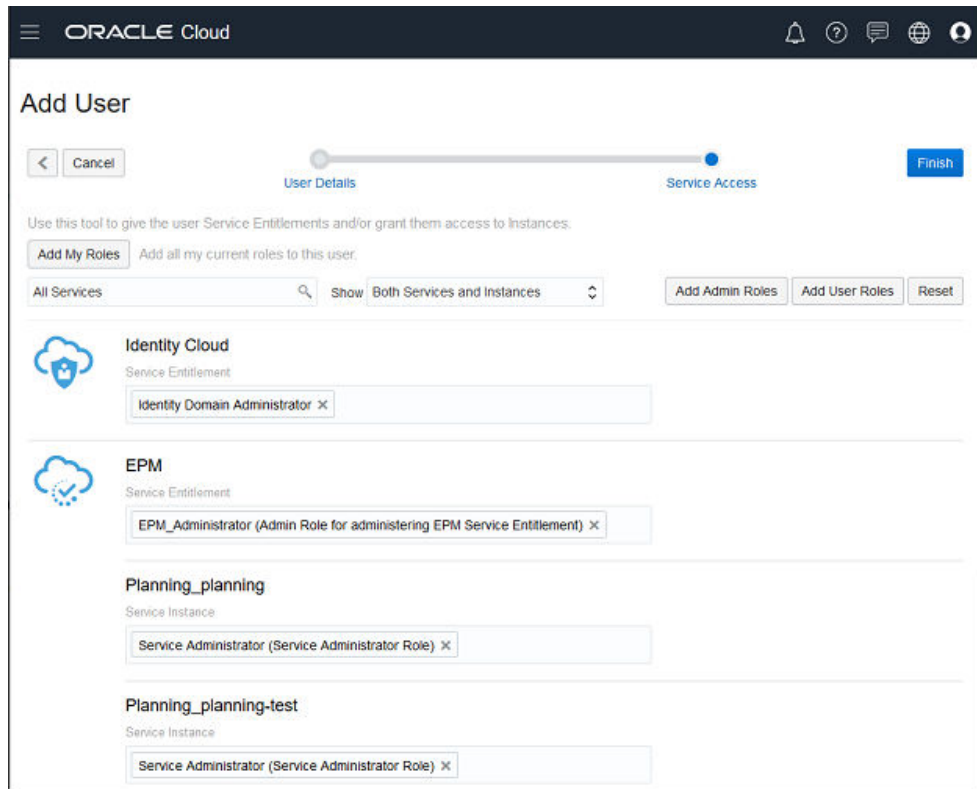 ORACLE Cloud
Add User
Cancel
User Details
Service Access
Finish
Use this tool to give the user Service Entitlements and/or grant them access to Instances.
Add My Roles Add all my current roles to this user.
All Services Show Both Services and Instances Add Admin Roles Add User Roles Reset
Identity Cloud
Service Entitlement
Identity Domain Administrator ×
EPM
Service Entitlement
EPM_Administrator (Admin Role for administering EPM Service Entitlement) ×
Planning_planning
Service Instance
Service Administrator (Service Administrator Role) ×
Planning_planning-test
Service Instance
Service Administrator (Service Administrator Role) ×